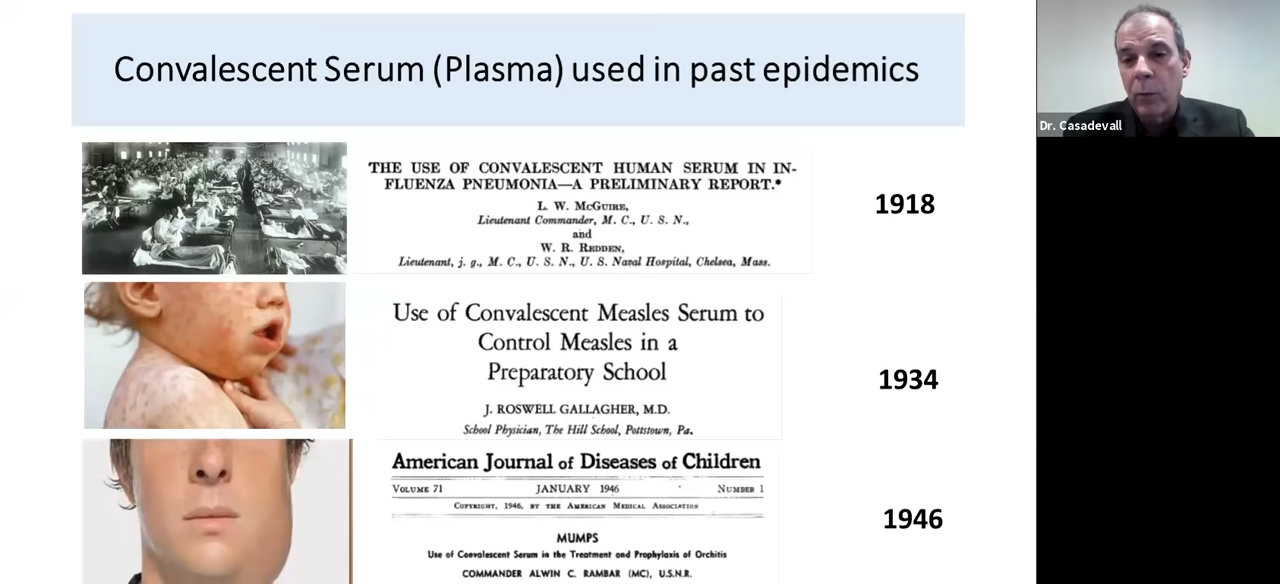 Convalescent Serum (Plasma) used in past epidemics
Dr. Casadevall
THE USE OF CONVALESCENT HUMAN SERUM IN IN-
FLUENZA PNEUMONIA—A PRELIMINARY REPORT.*
L. W. McGuire,
Lieutenant Commander, M. C., U. S. N.,
and
W. R. Redden,
Lieutenant, j. g., M. C., U. S. N., U. S. Naval Hospital, Chelsea, Mass.
1918
Use of Convalescent Measles Serum to
Control Measles in a
Preparatory School
J. ROSWELL GALLAGHER, M.D.
School Physician, The Hill School, Pottstown, Pa.
1934
American Journal of Diseases of Children
Volume 71 JANUARY 1946 Number 1
Copyright, 1946, by the American Medical Association
MUMPS
Use of Convalescent Serum in the Treatment and Prophylaxis of Orchitis
COMMANDER ALWIN C. RAMBAR (MC), U.S.N.R.
1946